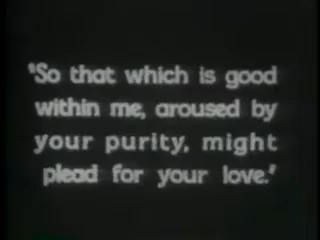 "So that which is good
within me, aroused by
your purity, might
plead for your love."